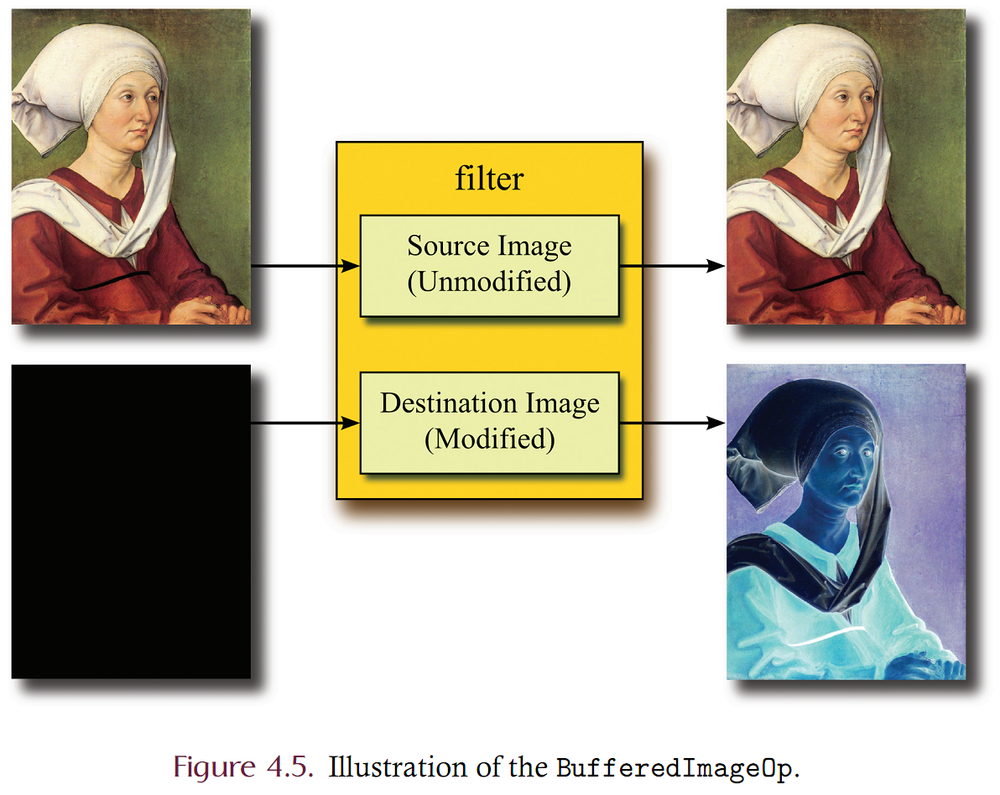 filter
Source Image
(Unmodified)
Destination Image
(Modified)
Figure 4.5. Illustration of the BufferedImageOp.